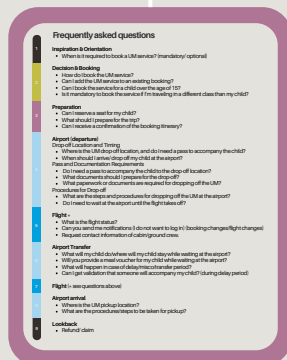 Frequently asked questions
1
Inspiration & Orientation
• When is it required to book a UM service? (mandatory/ optional)
Decision & Booking
• How do I book the UM service?
• Can I add the UM service to an existing booking?
• Can I book the service for a child over the age of 15?
• Is it mandatory to book the service if I'm traveling in a different class than my child?
Preparation
• Can I reserve a seat for my child?
• What should I prepare for the trip?
• Can I receive a confirmation of the booking itinerary?
Airport (departure)
Drop-off Location and Timing
• Where is the UM drop-off location, and do I need a pass to accompany the child?
• When should I arrive/ drop off my child at the airport?
Pass and Documentation Requirements
• Do I need a pass to accompany the child to the drop-off location?
• What documents should I prepare for the drop-off?
• What paperwork or documents are required for dropping off the UM?
Procedures for Drop-off
• What are the steps and procedures for dropping off the UM at the airport?
• Do I need to wait at the airport until the flight takes off?
5
Flight +
• What is the flight status?
• Can you send me notifications (I do not want to log in) (booking changes/flight changes)
• Request contact information of cabin/ground crew.
Airport Transfer
• What will my child do/where will my child stay while waiting at the airport?
• Will you provide a meal voucher for my child while waiting at the airport?
• What will happen in case of delay/misco transfer period?
• Can I get validation that someone will accompany my child? (during delay period)
7
Flight (+ see questions above)
Airport arrival
• Where is the UM pickup location?
• What are the procedures/steps to be taken for pickup?
Lookback
• Refund/ claim